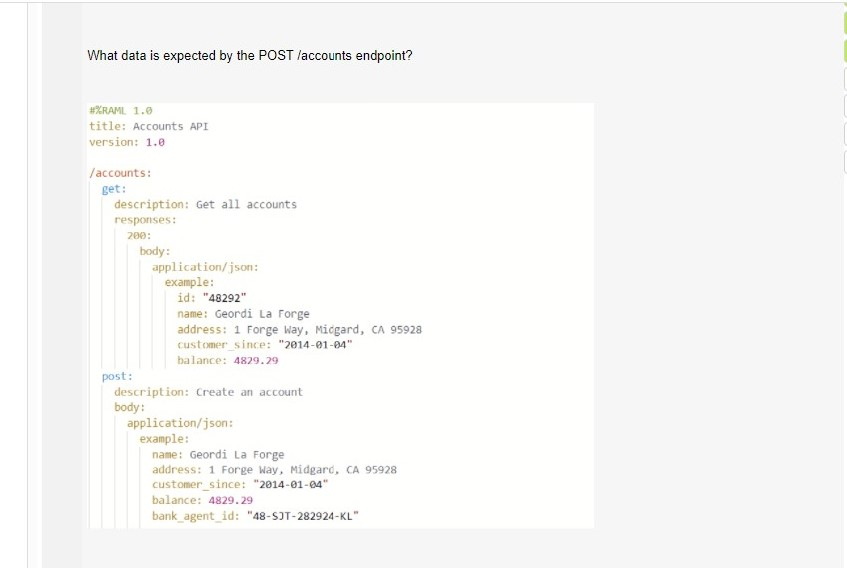 What data is expected by the POST /accounts endpoint?
#%RAML 1.0
title: Accounts API
version: 1.0
/accounts:
get:
description: Get all accounts
responses:
200:
body:
application/json:
example:
id: "48292"
name: Geordi La Forge
address: 1 Forge Way, Midgard, CA 95928
customer_since: "2014-01-04"
balance: 4829.29
post:
description: Create an account
body:
application/json:
example:
name: Geordi La Forge
address: 1 Forge Way, Midgard, CA 95928
customer_since: "2014-01-04"
balance: 4829.29
bank_agent_id: "48-SJT-282924-KL"